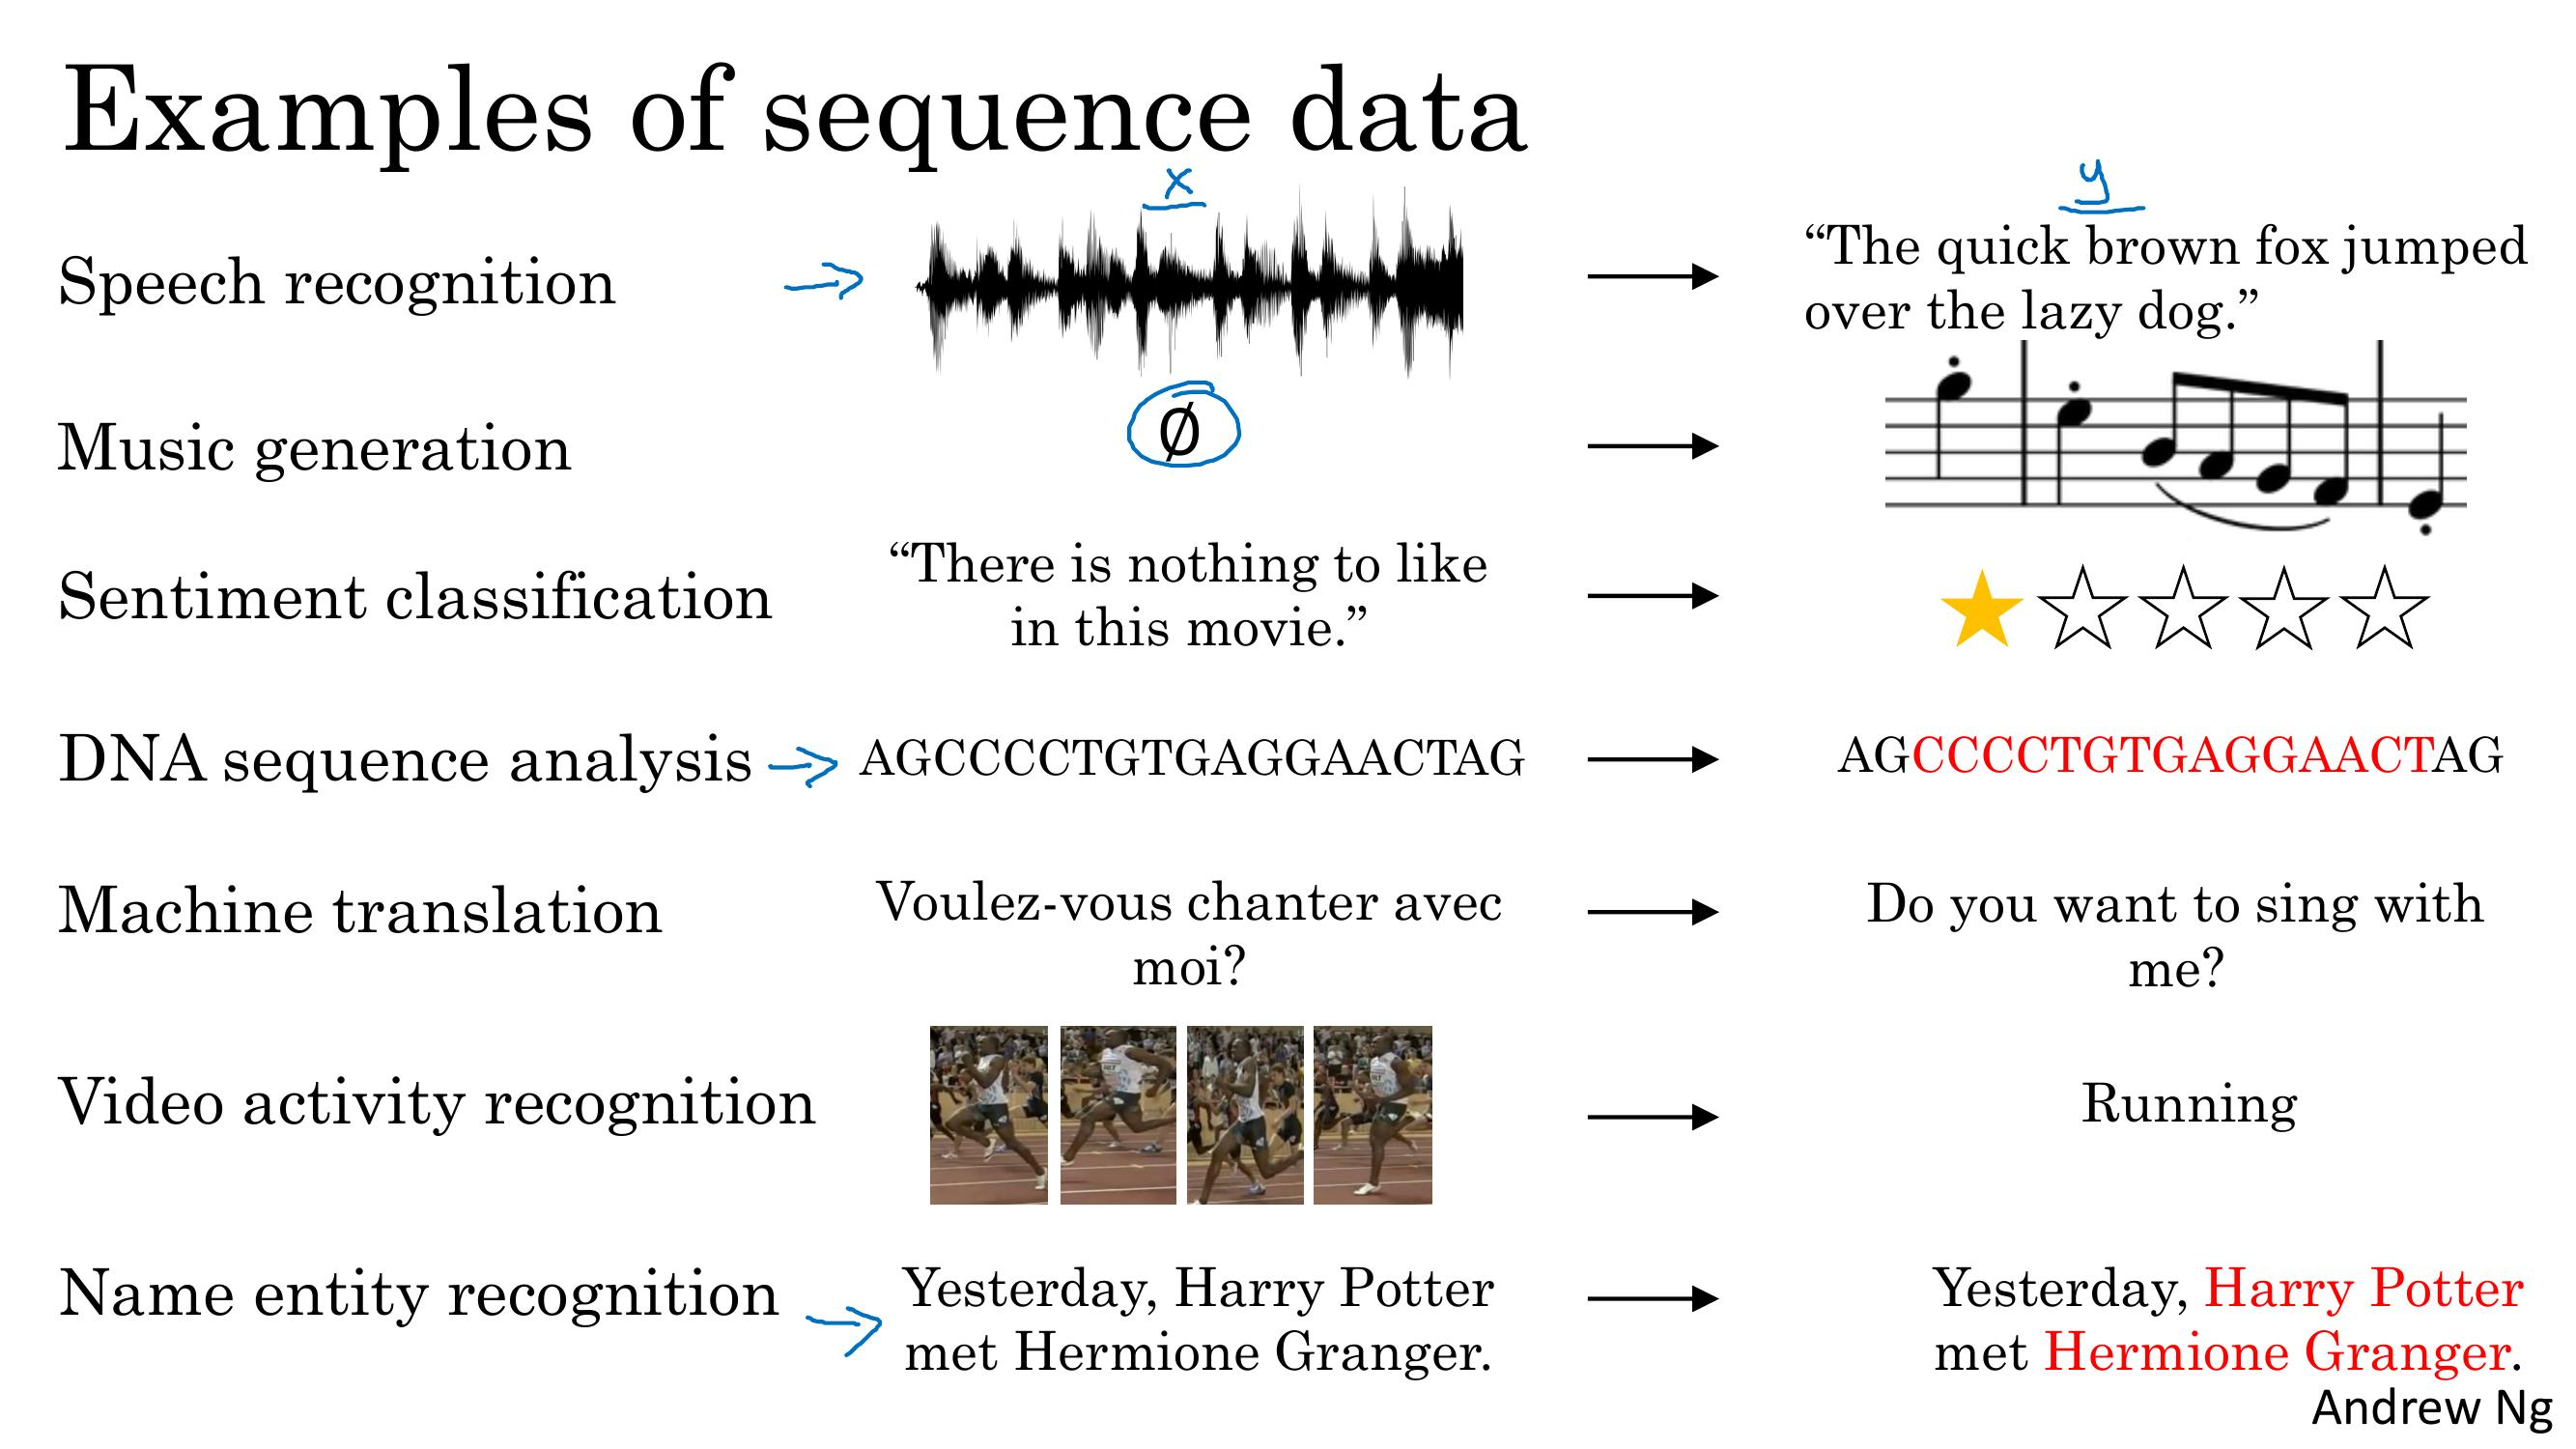 Examples of sequence data
x
y
Speech recognition
“The quick brown fox jumped
over the lazy dog.”
Music generation
∅
Sentiment classification
“There is nothing to like
in this movie.”
DNA sequence analysis
AGCCCCTGTGAGGAACTAG
AGCCCCTGTGAGGAACTAG
Machine translation
Voulez-vous chanter avec
moi?
Do you want to sing with
me?
Video activity recognition
Running
Name entity recognition
Yesterday, Harry Potter
met Hermione Granger.
Yesterday, Harry Potter
met Hermione Granger.
Andrew Ng